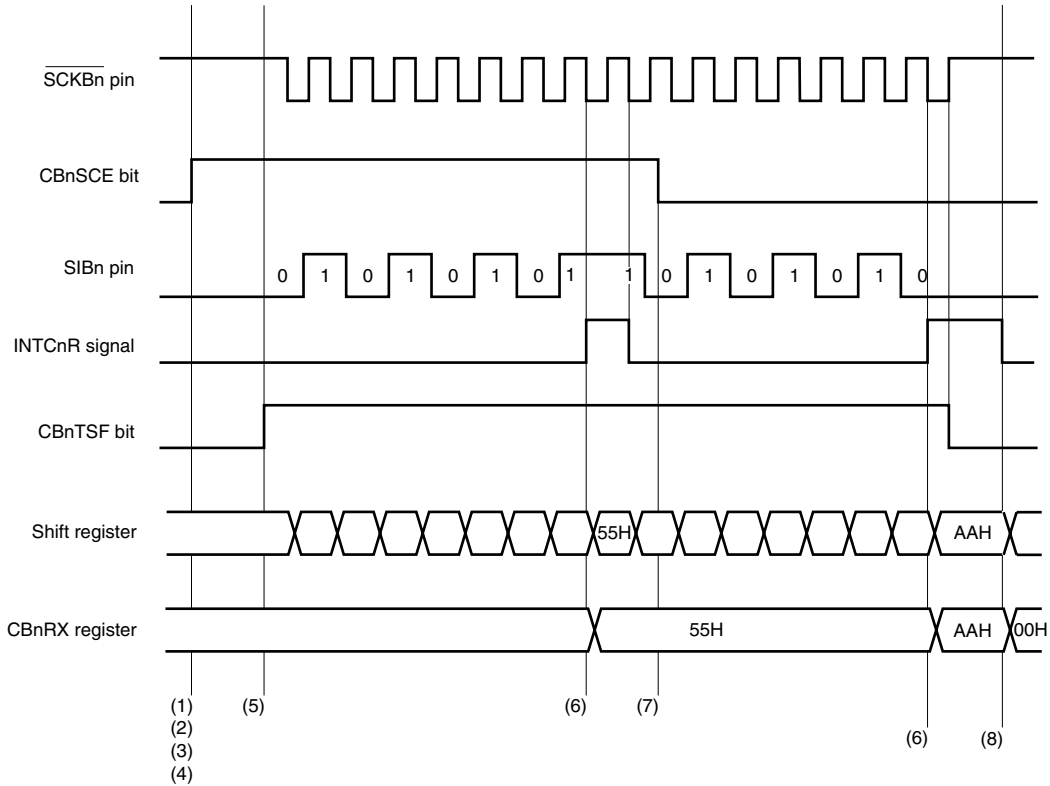 SCKBn pin
CBnSCE bit
SIBn pin
0 1 0 1 0 1 0 1 1 0 1 0 1 0 1 0
INTCnR signal
CBnTSF bit
Shift register
55H
AAH
CBnRX register
55H
AAH
00H
(1)
(2)
(3)
(4)
(5)
(6)
(7)
(6)
(8)